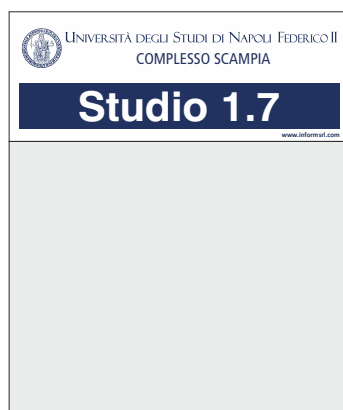 UNIVERSITÀ DEGLI STUDI DI NAPOLI FEDERICO II
COMPLESSO SCAMPIA
Studio 1.7
www.informsrl.com